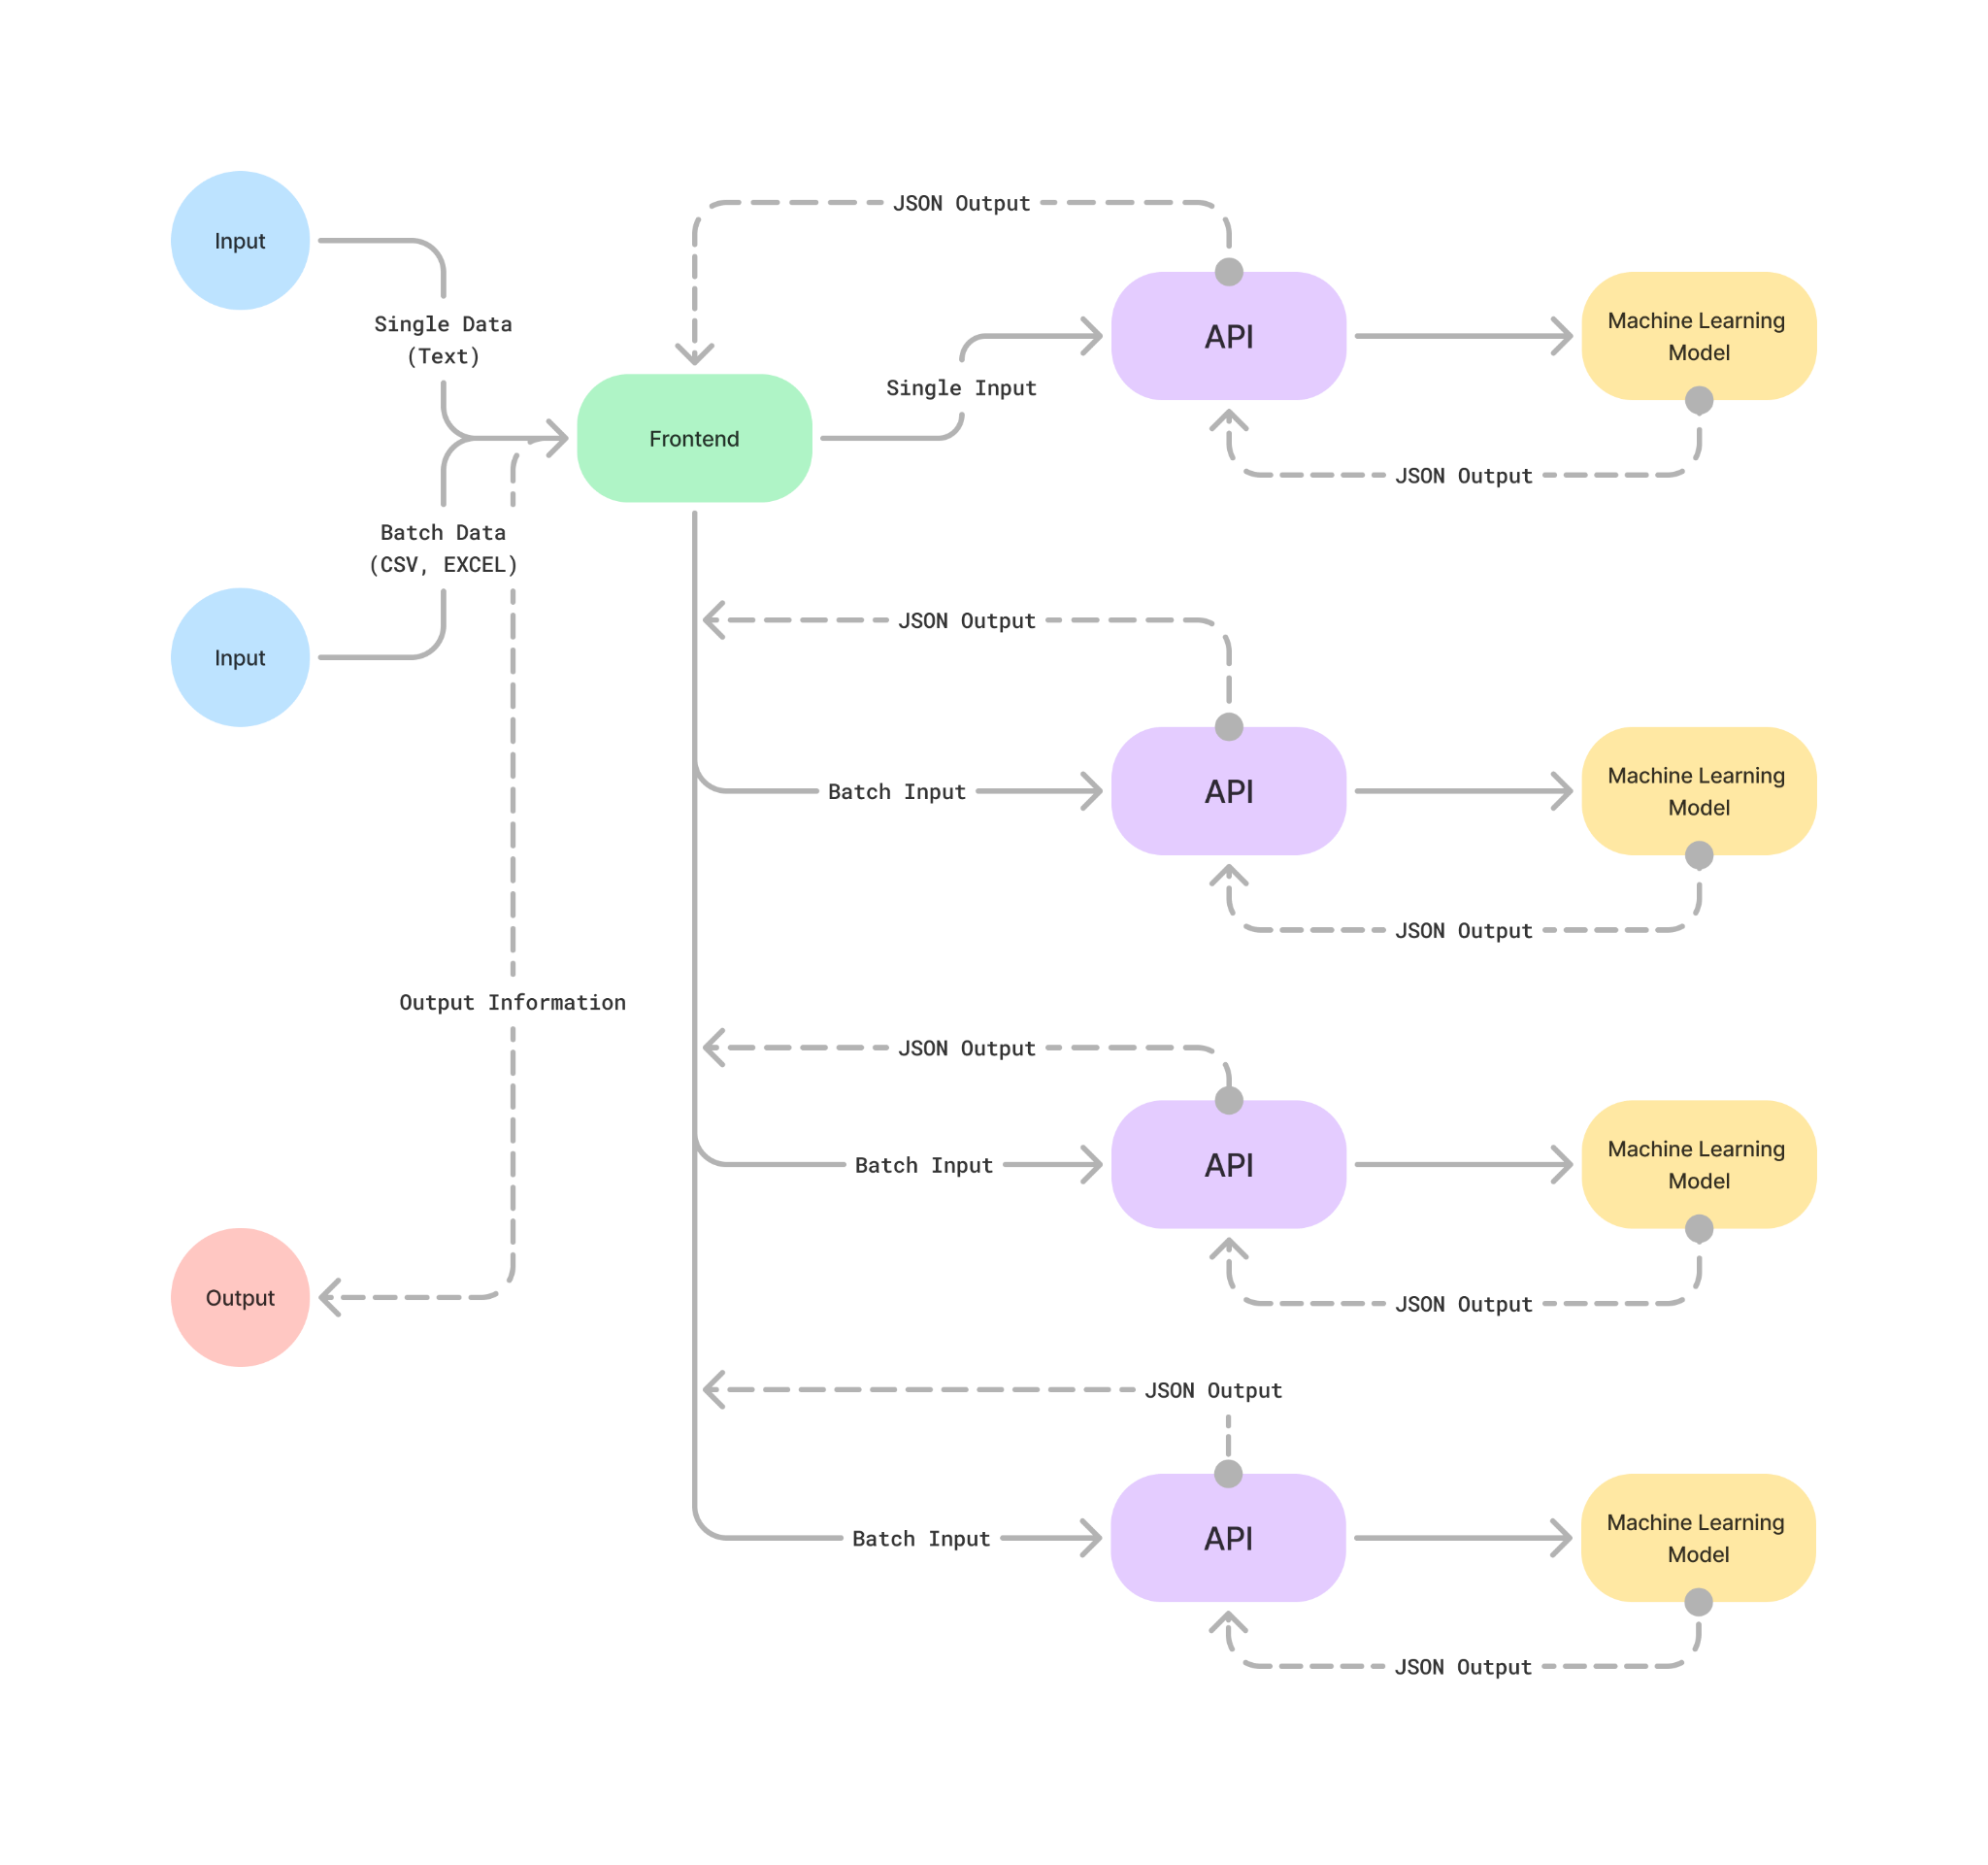 JSON Output
Input
Single Data
(Text)
API
Machine Learning
Model
Single Input
Frontend
JSON Output
Batch Data
(CSV, EXCEL)
JSON Output
Input
Batch Input
API
Machine Learning
Model
JSON Output
Output Information
JSON Output
Batch Input
API
Machine Learning
Model
Output
JSON Output
JSON Output
Batch Input
API
Machine Learning
Model
JSON Output